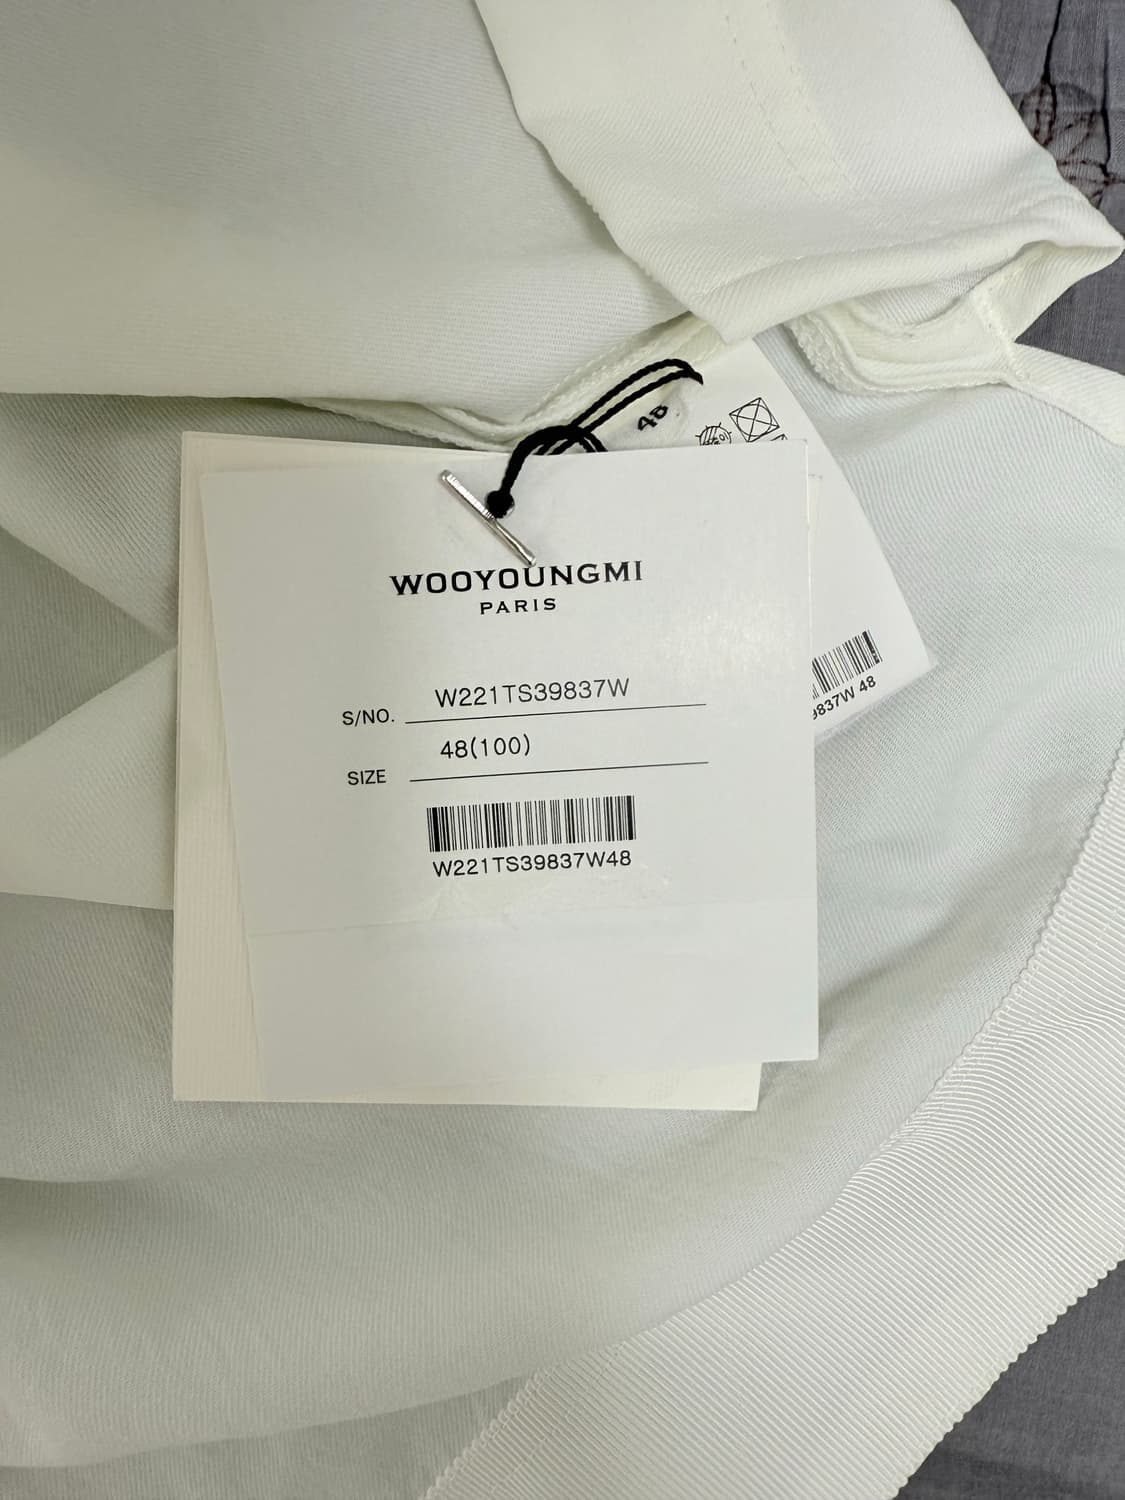 48
WOOYOUNGMI
PARIS
S/NO. W221TS39837W
SIZE 48(100)
W221TS39837W48
9837W 48